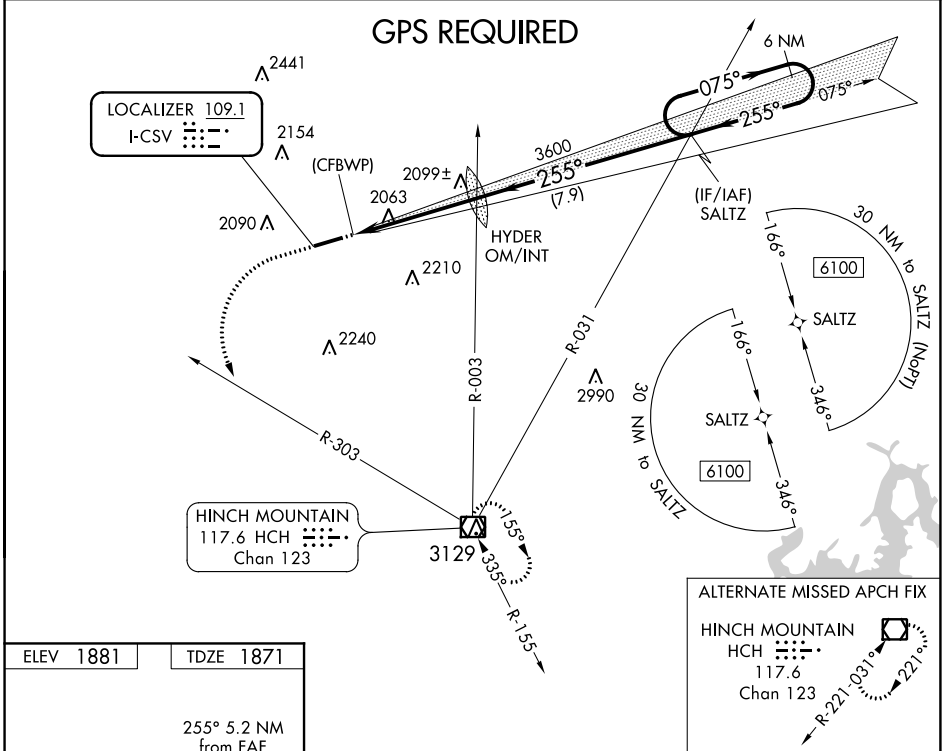 GPS REQUIRED
6 NM
2441
075°
075°
255°
LOCALIZER 109.1
I-CSV
2154
(CFBWP)
3600
2099±
255°
(7.9)
(IF/IAF)
SALTZ
2063
2090
HYDER
OM/INT
30 NM to SALTZ (NoPT)
166°
6100
SALTZ
346°
2210
2240
R-003
R-031
2990
30 NM to SALTZ
166°
SALTZ
6100
346°
R-303
HINCH MOUNTAIN
117.6 HCH
Chan 123
3129
155°
335°
R-155
ALTERNATE MISSED APCH FIX
HINCH MOUNTAIN
HCH
117.6
Chan 123
221°
R-221-031°
ELEV 1881
TDZE 1871
255° 5.2 NM
from FAF